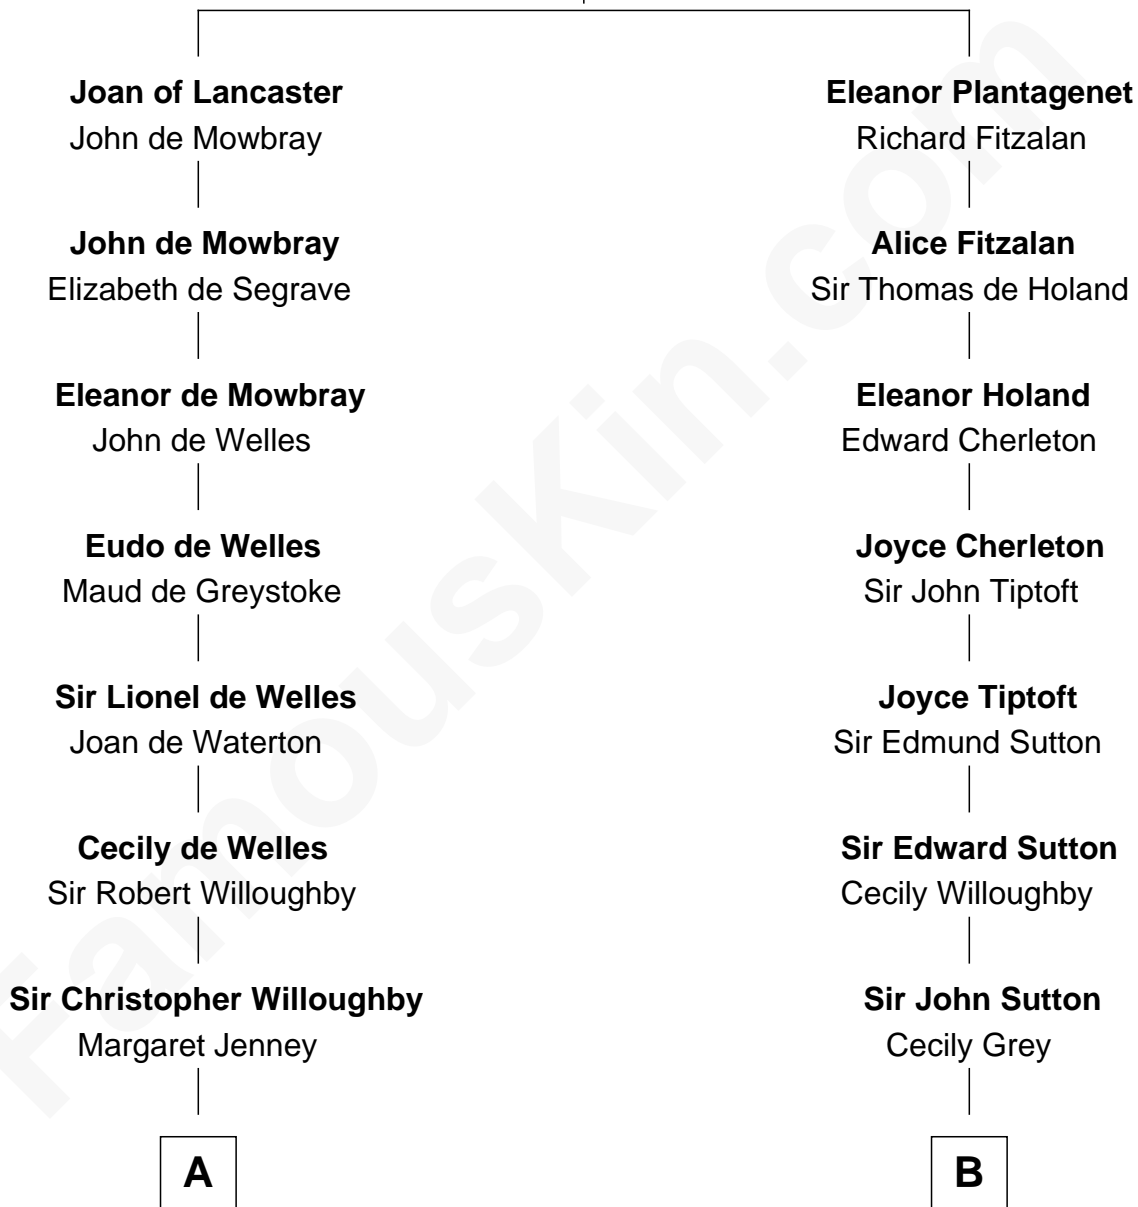 Joan of Lancaster
John de Mowbray
John de Mowbray
Elizabeth de Segrave
Eleanor de Mowbray
John de Welles
Eudo de Welles
Maud de Greystoke
Sir Lionel de Welles
Joan de Waterton
Cecily de Welles
Sir Robert Willoughby
Sir Christopher Willoughby
Margaret Jenney
A
Eleanor Plantagenet
Richard Fitzalan
Alice Fitzalan
Sir Thomas de Holand
Eleanor Holand
Edward Cherleton
Joyce Cherleton
Sir John Tiptoft
Joyce Tiptoft
Sir Edmund Sutton
Sir Edward Sutton
Cecily Willoughby
Sir John Sutton
Cecily Grey
B
FamousKin.com